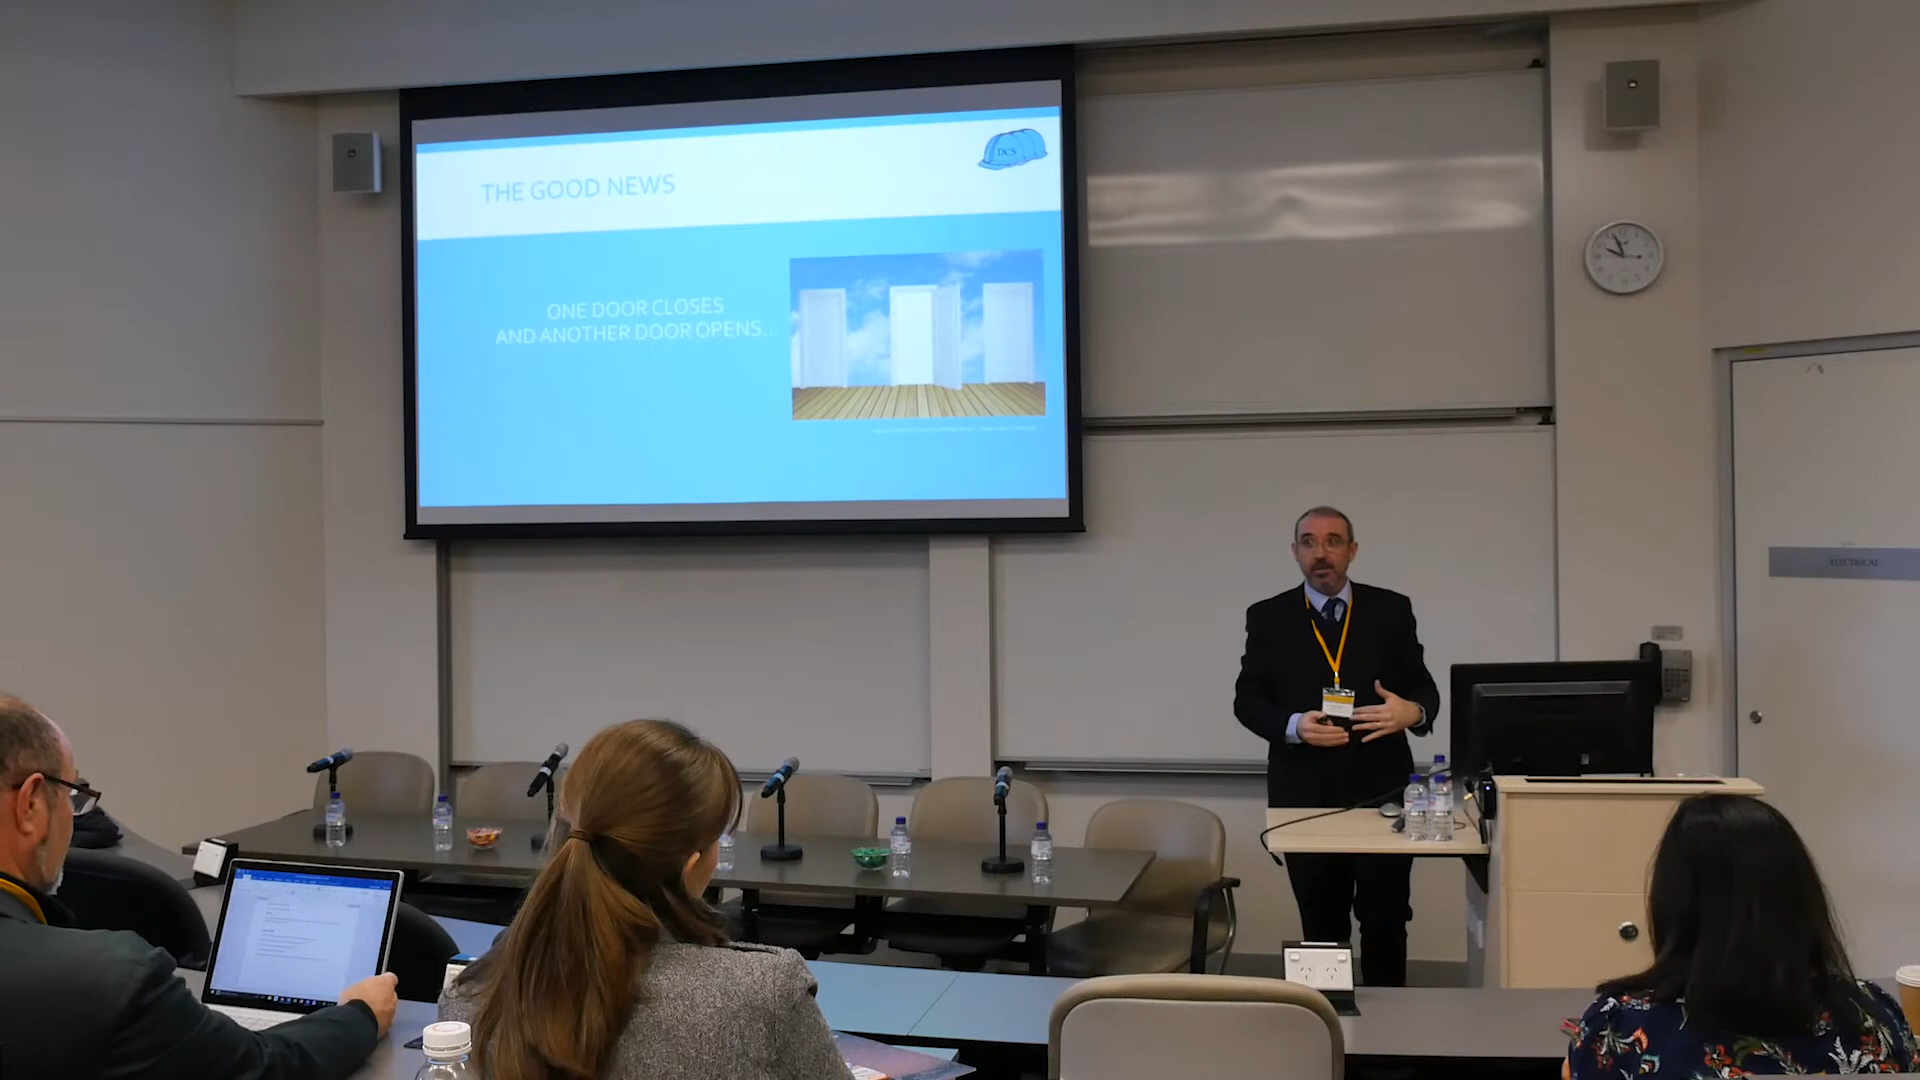 DCS
THE GOOD NEWS
ONE DOOR CLOSES
AND ANOTHER DOOR OPENS...
ELECTRICAL